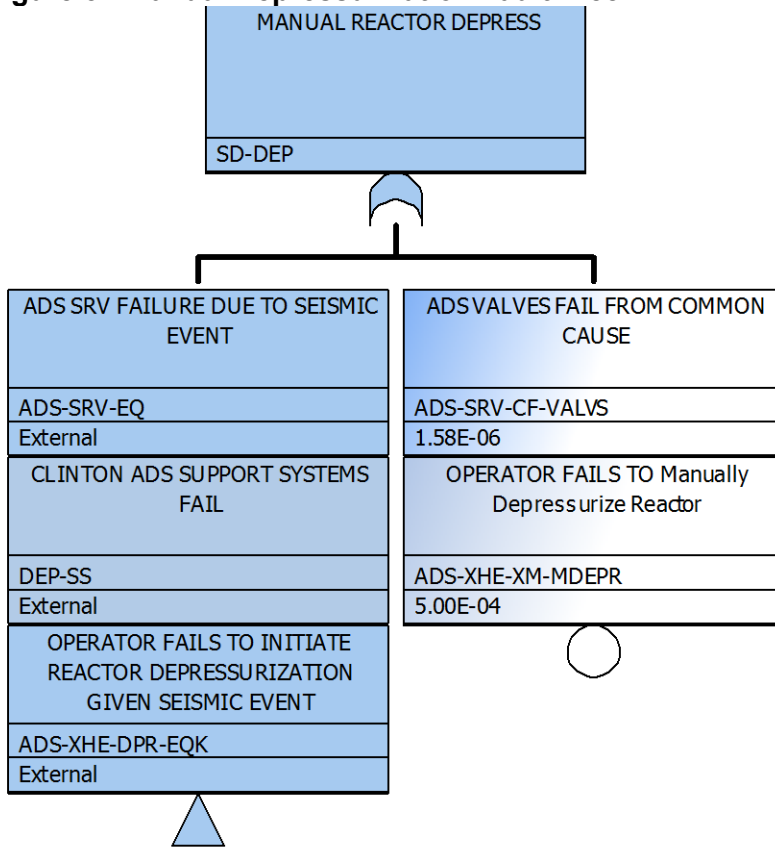 MANUAL REACTOR DEPRESS
SD-DEP
ADS SRV FAILURE DUE TO SEISMIC
EVENT
ADS-SRV-EQ
External
CLINTON ADS SUPPORT SYSTEMS
FAIL
DEP-SS
External
OPERATOR FAILS TO INITIATE
REACTOR DEPRESSURIZATION
GIVEN SEISMIC EVENT
ADS-XHE-DPR-EQK
External
ADS VALVES FAIL FROM COMMON
CAUSE
ADS-SRV-CF-VALVS
1.58E-06
OPERATOR FAILS TO Manually
Depressurize Reactor
ADS-XHE-XM-MDEPR
5.00E-04